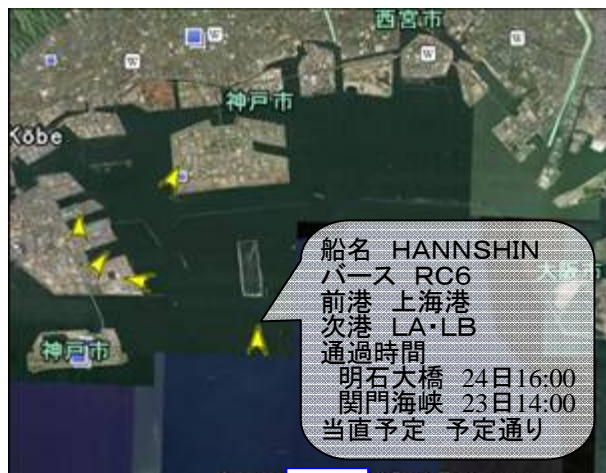 西宮市
W
W
W
神戸市
Kōbe
船名 HANNSHIN
バース RC6
前港 上海港
次港 LA・LB
通過時間
明石大橋 24日16:00
関門海峡 23日14:00
当直予定 予定通り
大阪市
神戸市